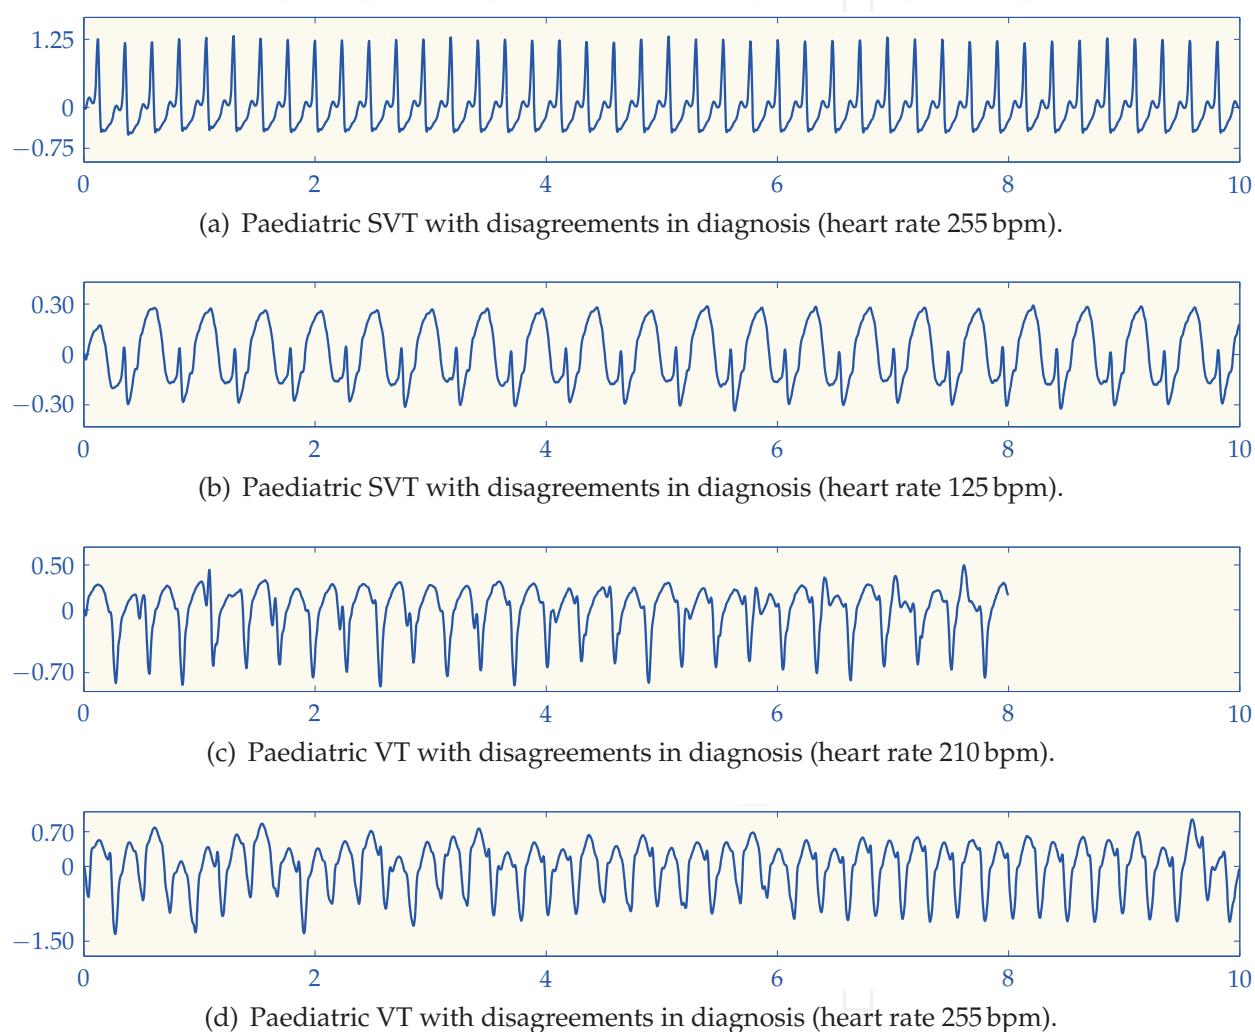 1.25
0
−0.75
0 2 4 6 8 10
(a) Paediatric SVT with disagreements in diagnosis (heart rate 255 bpm).
0.30
0
−0.30
0 2 4 6 8 10
(b) Paediatric SVT with disagreements in diagnosis (heart rate 125 bpm).
0.50
0
−0.70
0 2 4 6 8 10
(c) Paediatric VT with disagreements in diagnosis (heart rate 210 bpm).
0.70
0
−1.50
0 2 4 6 8 10
(d) Paediatric VT with disagreements in diagnosis (heart rate 255 bpm).